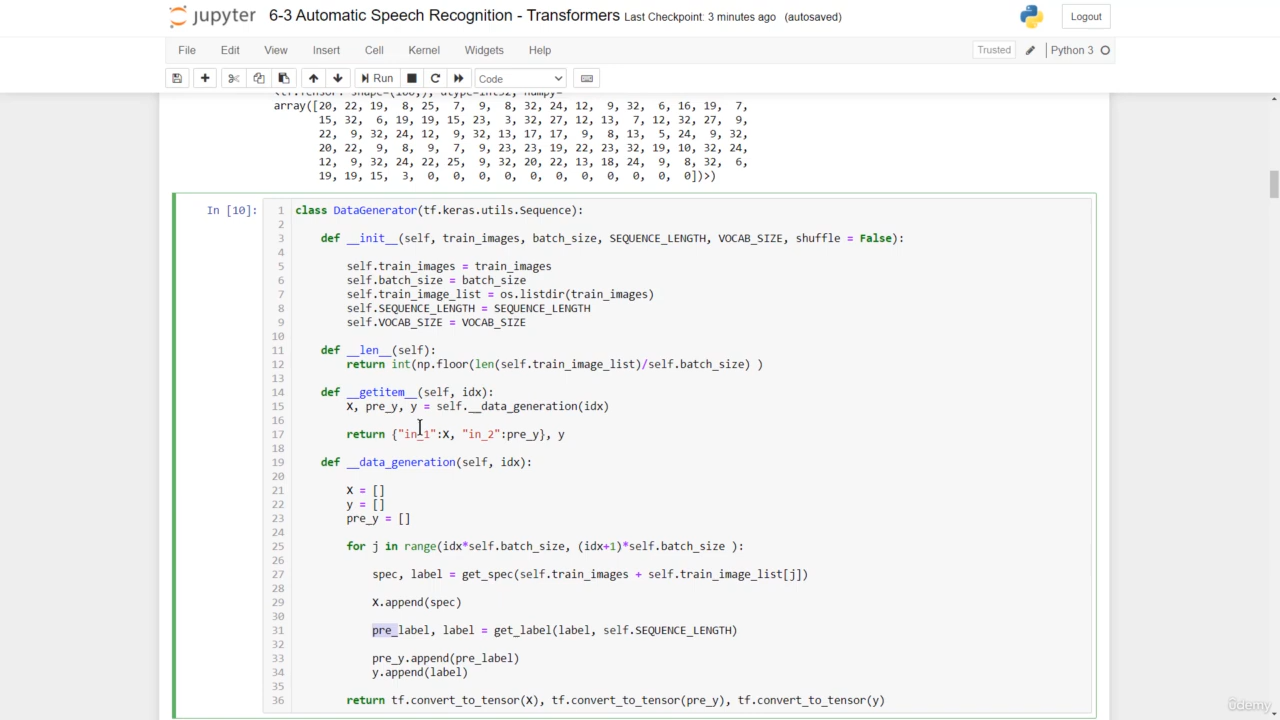 jupyter 6-3 Automatic Speech Recognition - Transformers Last Checkpoint: 3 minutes ago (autosaved) Logout
File Edit View Insert Cell Kernel Widgets Help Trusted Python 3
Run Code
<tf.Tensor: shape=(100,), dtype=int32, numpy=
array([20, 22, 19, 8, 25, 7, 9, 8, 32, 24, 12, 9, 32, 6, 16, 19, 7,
15, 32, 6, 19, 19, 15, 23, 3, 32, 27, 12, 13, 7, 12, 32, 27, 9,
22, 9, 32, 24, 12, 9, 32, 13, 17, 17, 9, 8, 13, 5, 24, 9, 32,
20, 22, 9, 8, 9, 7, 9, 23, 23, 19, 22, 23, 32, 19, 10, 32, 24,
12, 9, 32, 24, 22, 25, 9, 32, 20, 22, 13, 18, 24, 9, 8, 32, 6,
19, 19, 15, 3, 0, 0, 0, 0, 0, 0, 0, 0, 0, 0, 0])>)
In [10]:
1 class DataGenerator(tf.keras.utils.Sequence):
2
3 def __init__(self, train_images, batch_size, SEQUENCE_LENGTH, VOCAB_SIZE, shuffle = False):
4
5 self.train_images = train_images
6 self.batch_size = batch_size
7 self.train_image_list = os.listdir(train_images)
8 self.SEQUENCE_LENGTH = SEQUENCE_LENGTH
9 self.VOCAB_SIZE = VOCAB_SIZE
10
11 def __len__(self):
12 return int(np.floor(len(self.train_image_list)/self.batch_size) )
13
14 def __getitem__(self, idx):
15 X, pre_y, y = self.__data_generation(idx)
16
17 return {"in_1":X, "in_2":pre_y}, y
18
19 def __data_generation(self, idx):
20
21 X = []
22 y = []
23 pre_y = []
24
25 for j in range(idx*self.batch_size, (idx+1)*self.batch_size ):
26
27 spec, label = get_spec(self.train_images + self.train_image_list[j])
28
29 X.append(spec)
30
31 pre_label, label = get_label(label, self.SEQUENCE_LENGTH)
32
33 pre_y.append(pre_label)
34 y.append(label)
35
36 return tf.convert_to_tensor(X), tf.convert_to_tensor(pre_y), tf.convert_to_tensor(y)
ûdemy